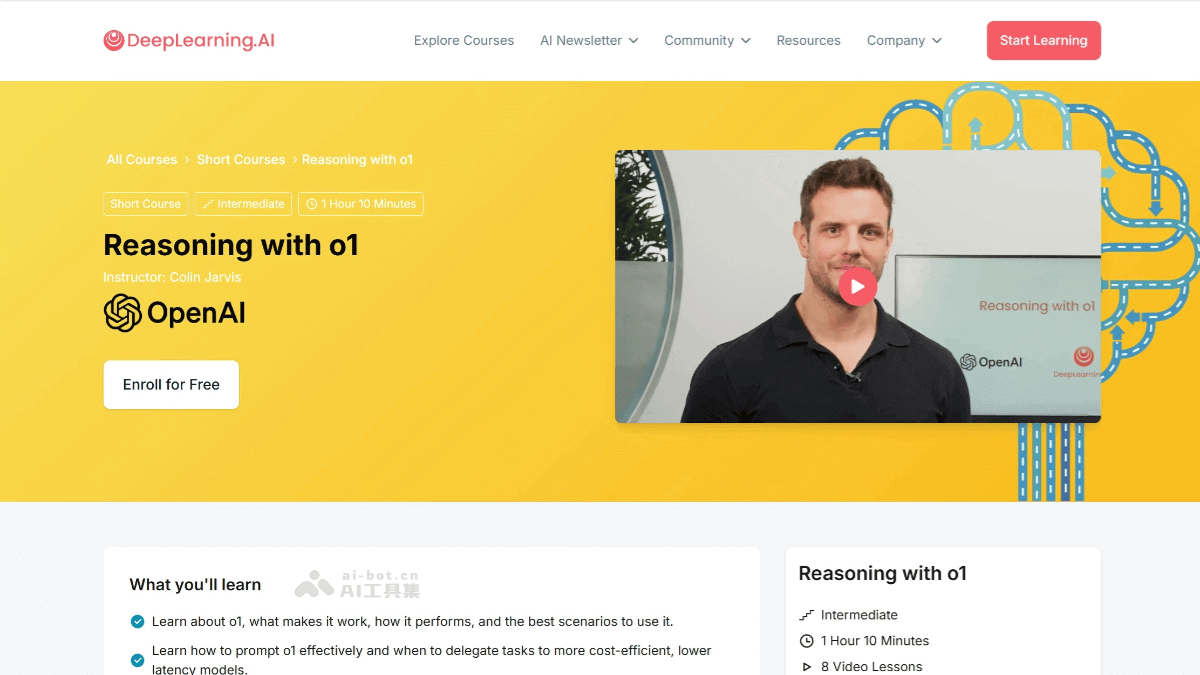 DeepLearning.AI
Explore Courses
AI Newsletter
Community
Resources
Company
Start Learning
All Courses › Short Courses › Reasoning with o1
Short Course
Intermediate
1 Hour 10 Minutes
Reasoning with o1
Instructor: Colin Jarvis
OpenAI
Enroll for Free
Reasoning with o1
OpenAI
DeepLearnin
What you'll learn
ai-bot.cn
AI工具集
Learn about o1, what makes it work, how it performs, and the best scenarios to use it.
Learn how to prompt o1 effectively and when to delegate tasks to more cost-efficient, lower
latency models.
Reasoning with o1
Intermediate
1 Hour 10 Minutes
8 Video Lessons